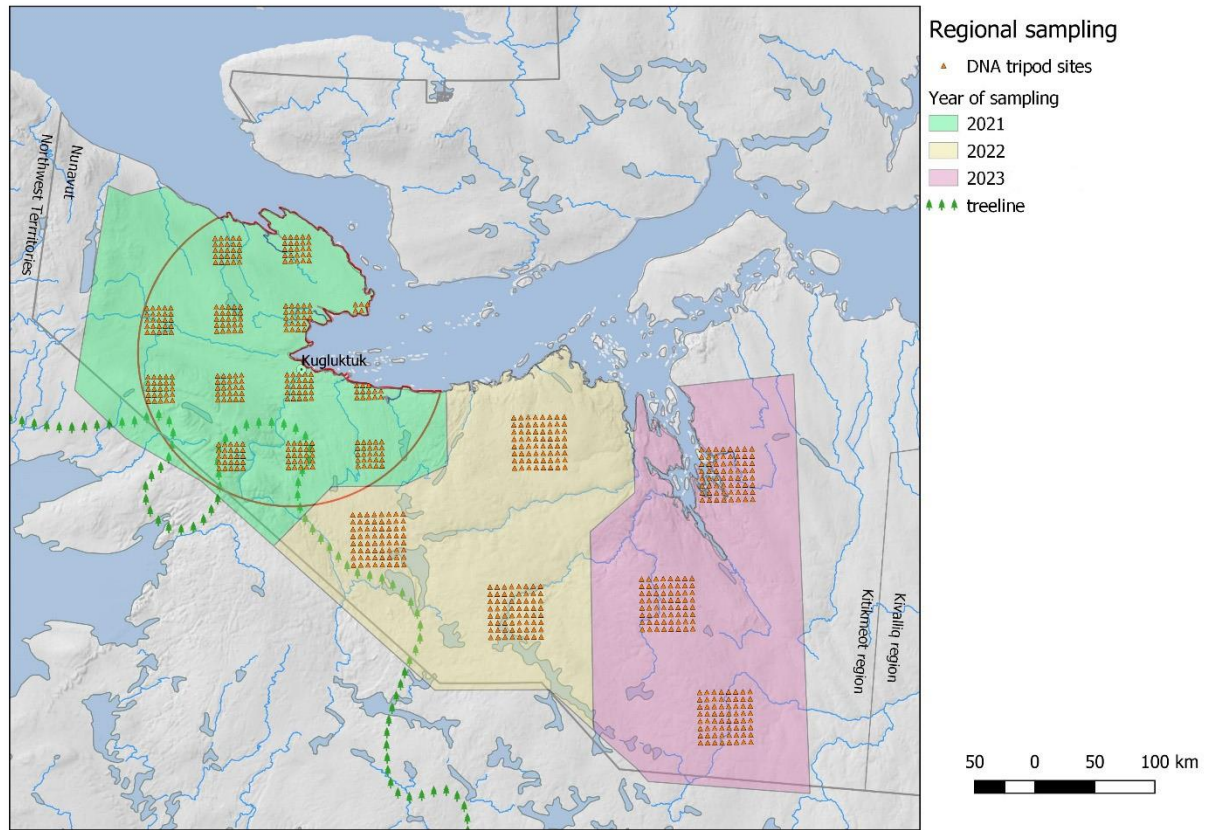 Regional sampling
DNA tripod sites
Year of sampling
2021
2022
2023
treeline
Nunavut
Northwest Terrritories
Kugluktuk
Kivalliq region
Kitikmeot region
50 0 50 100 km